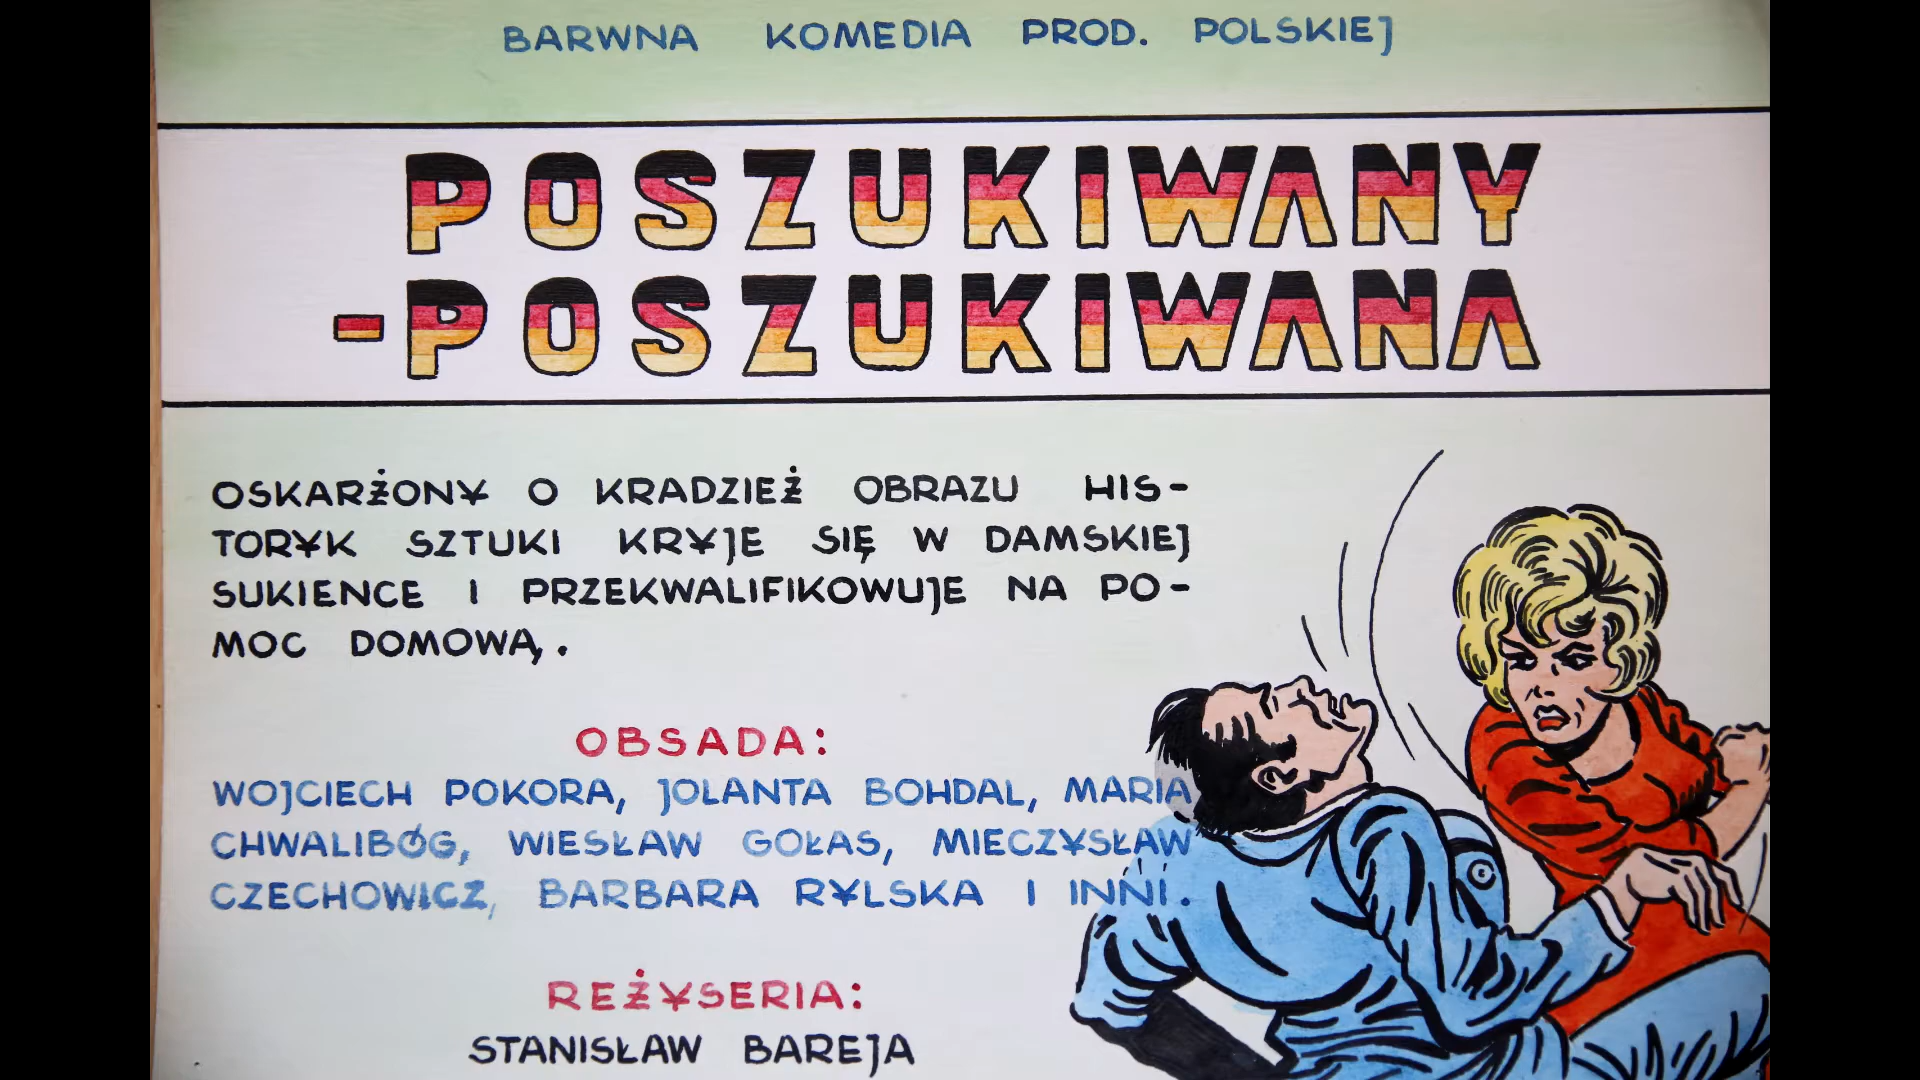 BARWNA KOMEDIA PROD. POLSKIEJ
POSZUKIWANY
-POSZUKIWANA
OSKARŻONY O KRADZIEŻ OBRAZU HIS-
TORYK SZTUKI KRYJE SIĘ W DAMSKIEJ
SUKIENCE I PRZEKWALIFIKOWUJE NA PO-
MOC DOMOWĄ.
OBSADA:
WOJCIECH POKORA, JOLANTA BOHDAL, MARIA
CHWALIBÓG, WIESŁAW GOŁAS, MIECZYSŁAW
CZECHOWICZ, BARBARA RYLSKA I INNI.
REŻYSERIA:
STANISŁAW BAREJA